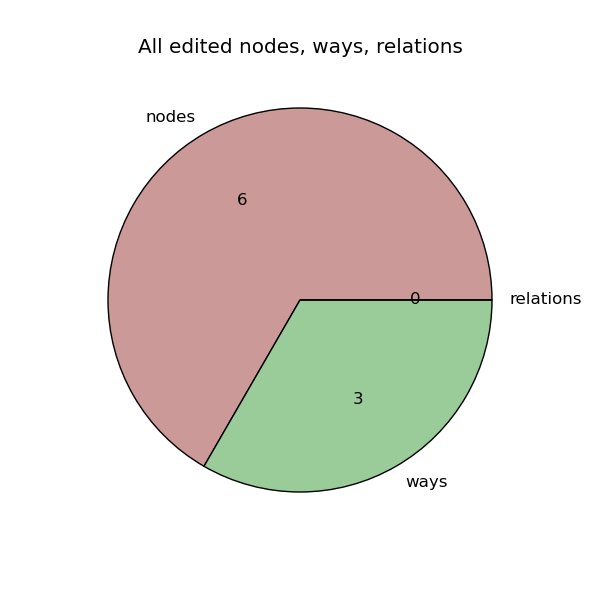 All edited nodes, ways, relations
nodes
6
0
relations
3
ways